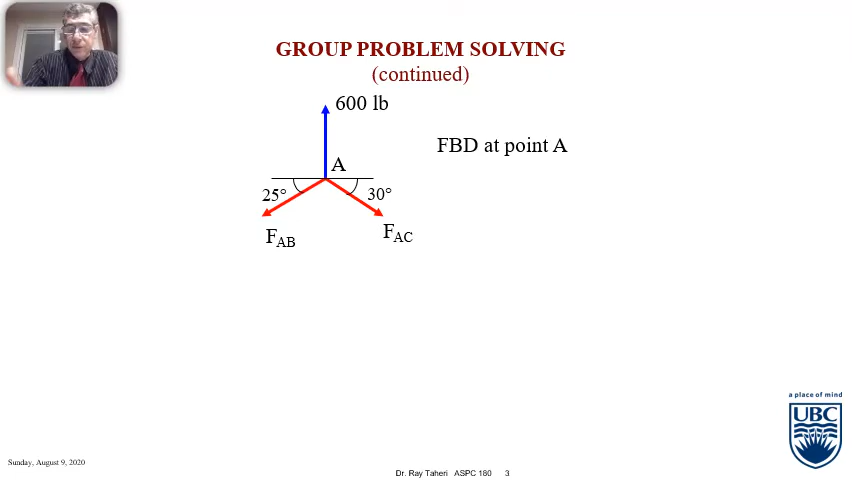 GROUP PROBLEM SOLVING
(continued)
600 lb
FBD at point A
A
25° 30°
F_AB F_AC
a place of mind
UBC
Sunday, August 9, 2020
Dr. Ray Taheri ASPC 180 3